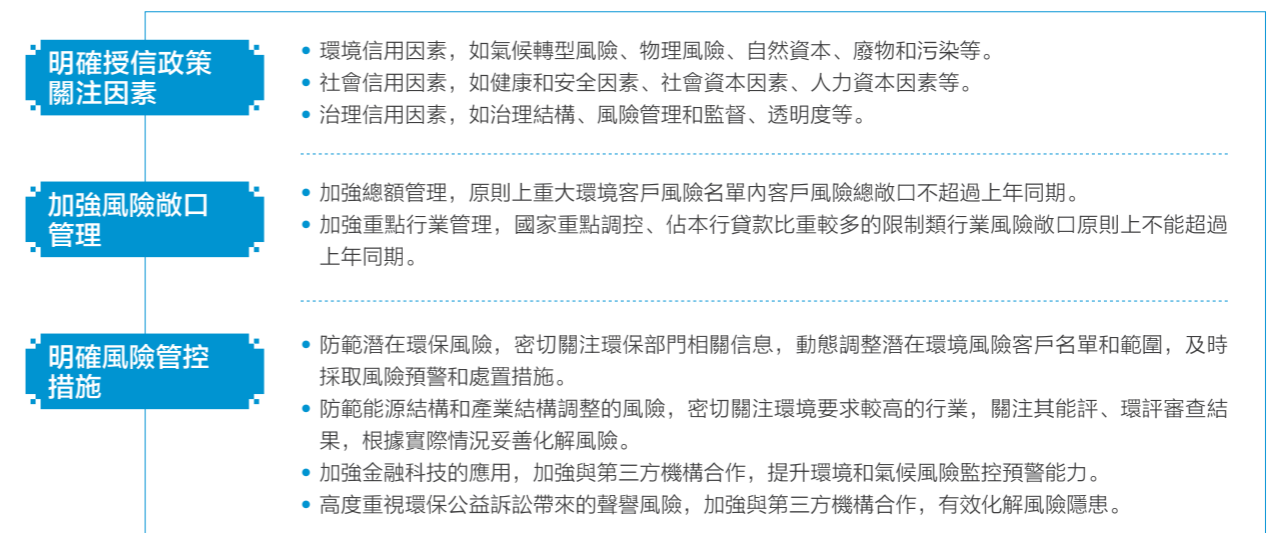 明確授信政策
關注因素
• 環境信用因素，如氣候轉型風險、物理風險、自然資本、廢物和污染等。
• 社會信用因素，如健康和安全因素、社會資本因素、人力資本因素等。
• 治理信用因素，如治理結構、風險管理和監督、透明度等。
加強風險敞口
管理
• 加強總額管理，原則上重大環境客戶風險名單內客戶風險總敞口不超過上年同期。
• 加強重點行業管理，國家重點調控、佔本行貸款比重較多的限制類行業風險敞口原則上不能超過
上年同期。
明確風險管控
措施
• 防範潛在環保風險，密切關注環保部門相關信息，動態調整潛在環境風險客戶名單和範圍，及時
採取風險預警和處置措施。
• 防範能源結構和產業結構調整的風險，密切關注環境要求較高的行業，關注其能評、環評審查結
果，根據實際情況妥善化解風險。
• 加強金融科技的應用，加強與第三方機構合作，提升環境和氣候風險監控預警能力。
• 高度重視環保公益訴訟帶來的聲譽風險，加強與第三方機構合作，有效化解風險隱患。